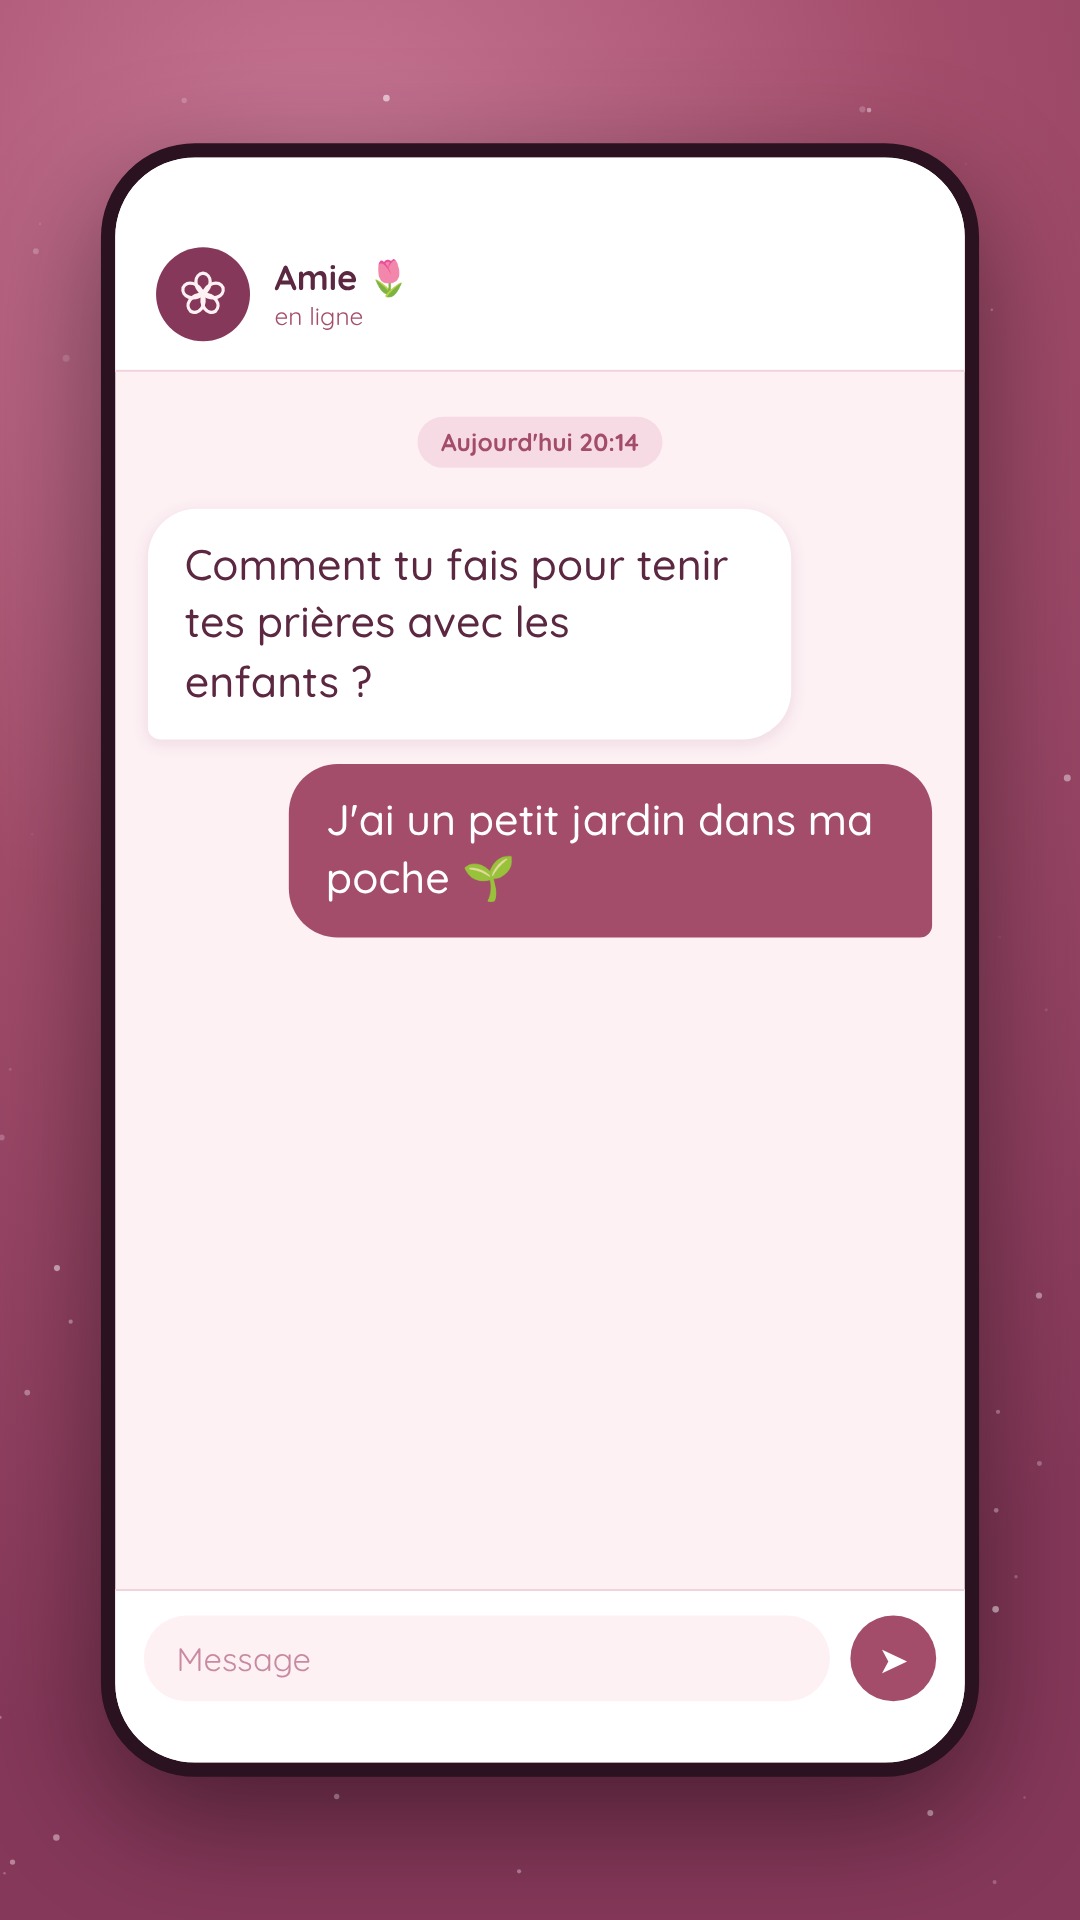 Amie 🌷
en ligne
Aujourd'hui 20:14
Comment tu fais pour tenir
tes prières avec les
enfants ?
J'ai un petit jardin dans ma
poche 🌱
Message